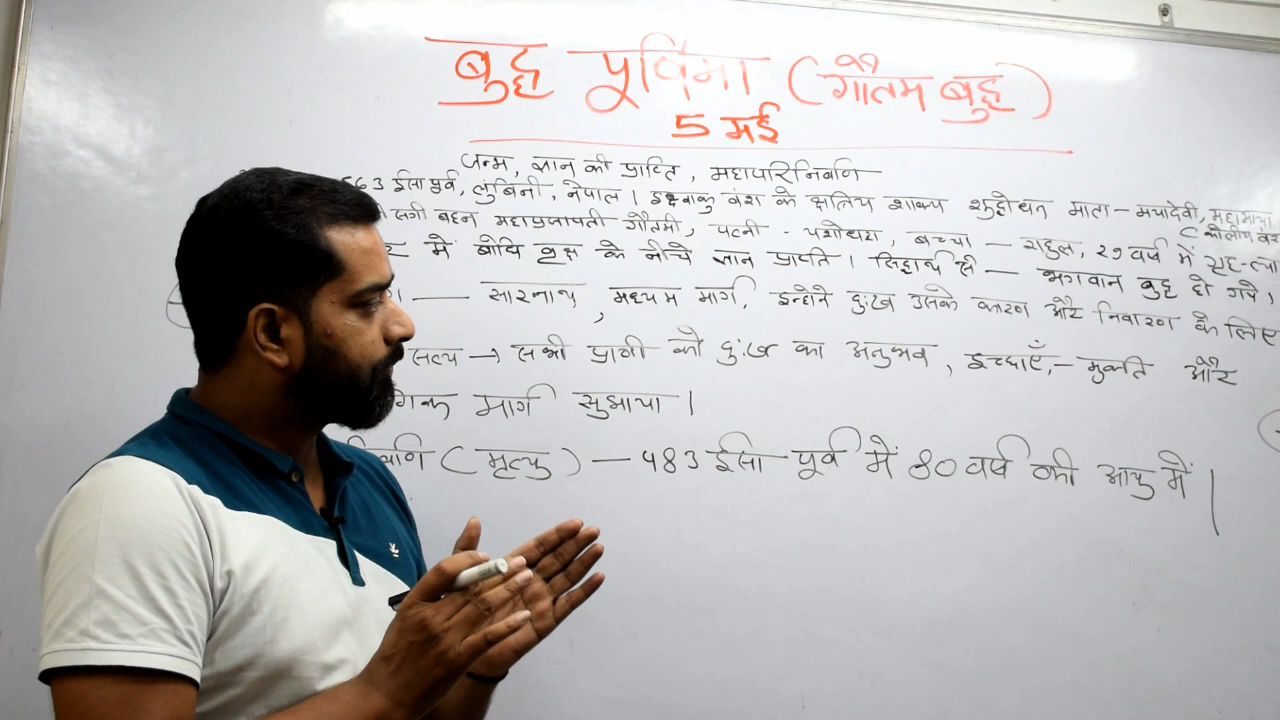 बुद्ध पूर्णिमा (गौतम बुद्ध)
5 मई
जन्म, ज्ञान की प्राप्ति, महापरिनिर्वाण
563 ईसा पूर्व, लुंबिनी, नेपाल। इक्ष्वाकु वंश के क्षत्रिय शाक्य शुद्धोधन माता - मयादेवी, महामाया
सगी बहन महाप्रजापती गौतमी, पत्नी - यशोधरा, बच्चा - राहुल, 29 वर्ष में गृह-त्या
में बोधि वृक्ष के नीचे ज्ञान प्राप्ति। सिद्धार्थ से - भगवान बुद्ध हो गये,
— सारनाथ, मध्यम मार्ग, इन्होने दुःख उसके कारण और निवारण के लिए
सत्य → सभी प्राणी को दुःख का अनुभव, इच्छाएँ, - मुक्ति और
गिक मार्ग सुझाया।
र्वाण (मृत्यु) — 483 ईसा पूर्व में 80 वर्ष की आयु में।